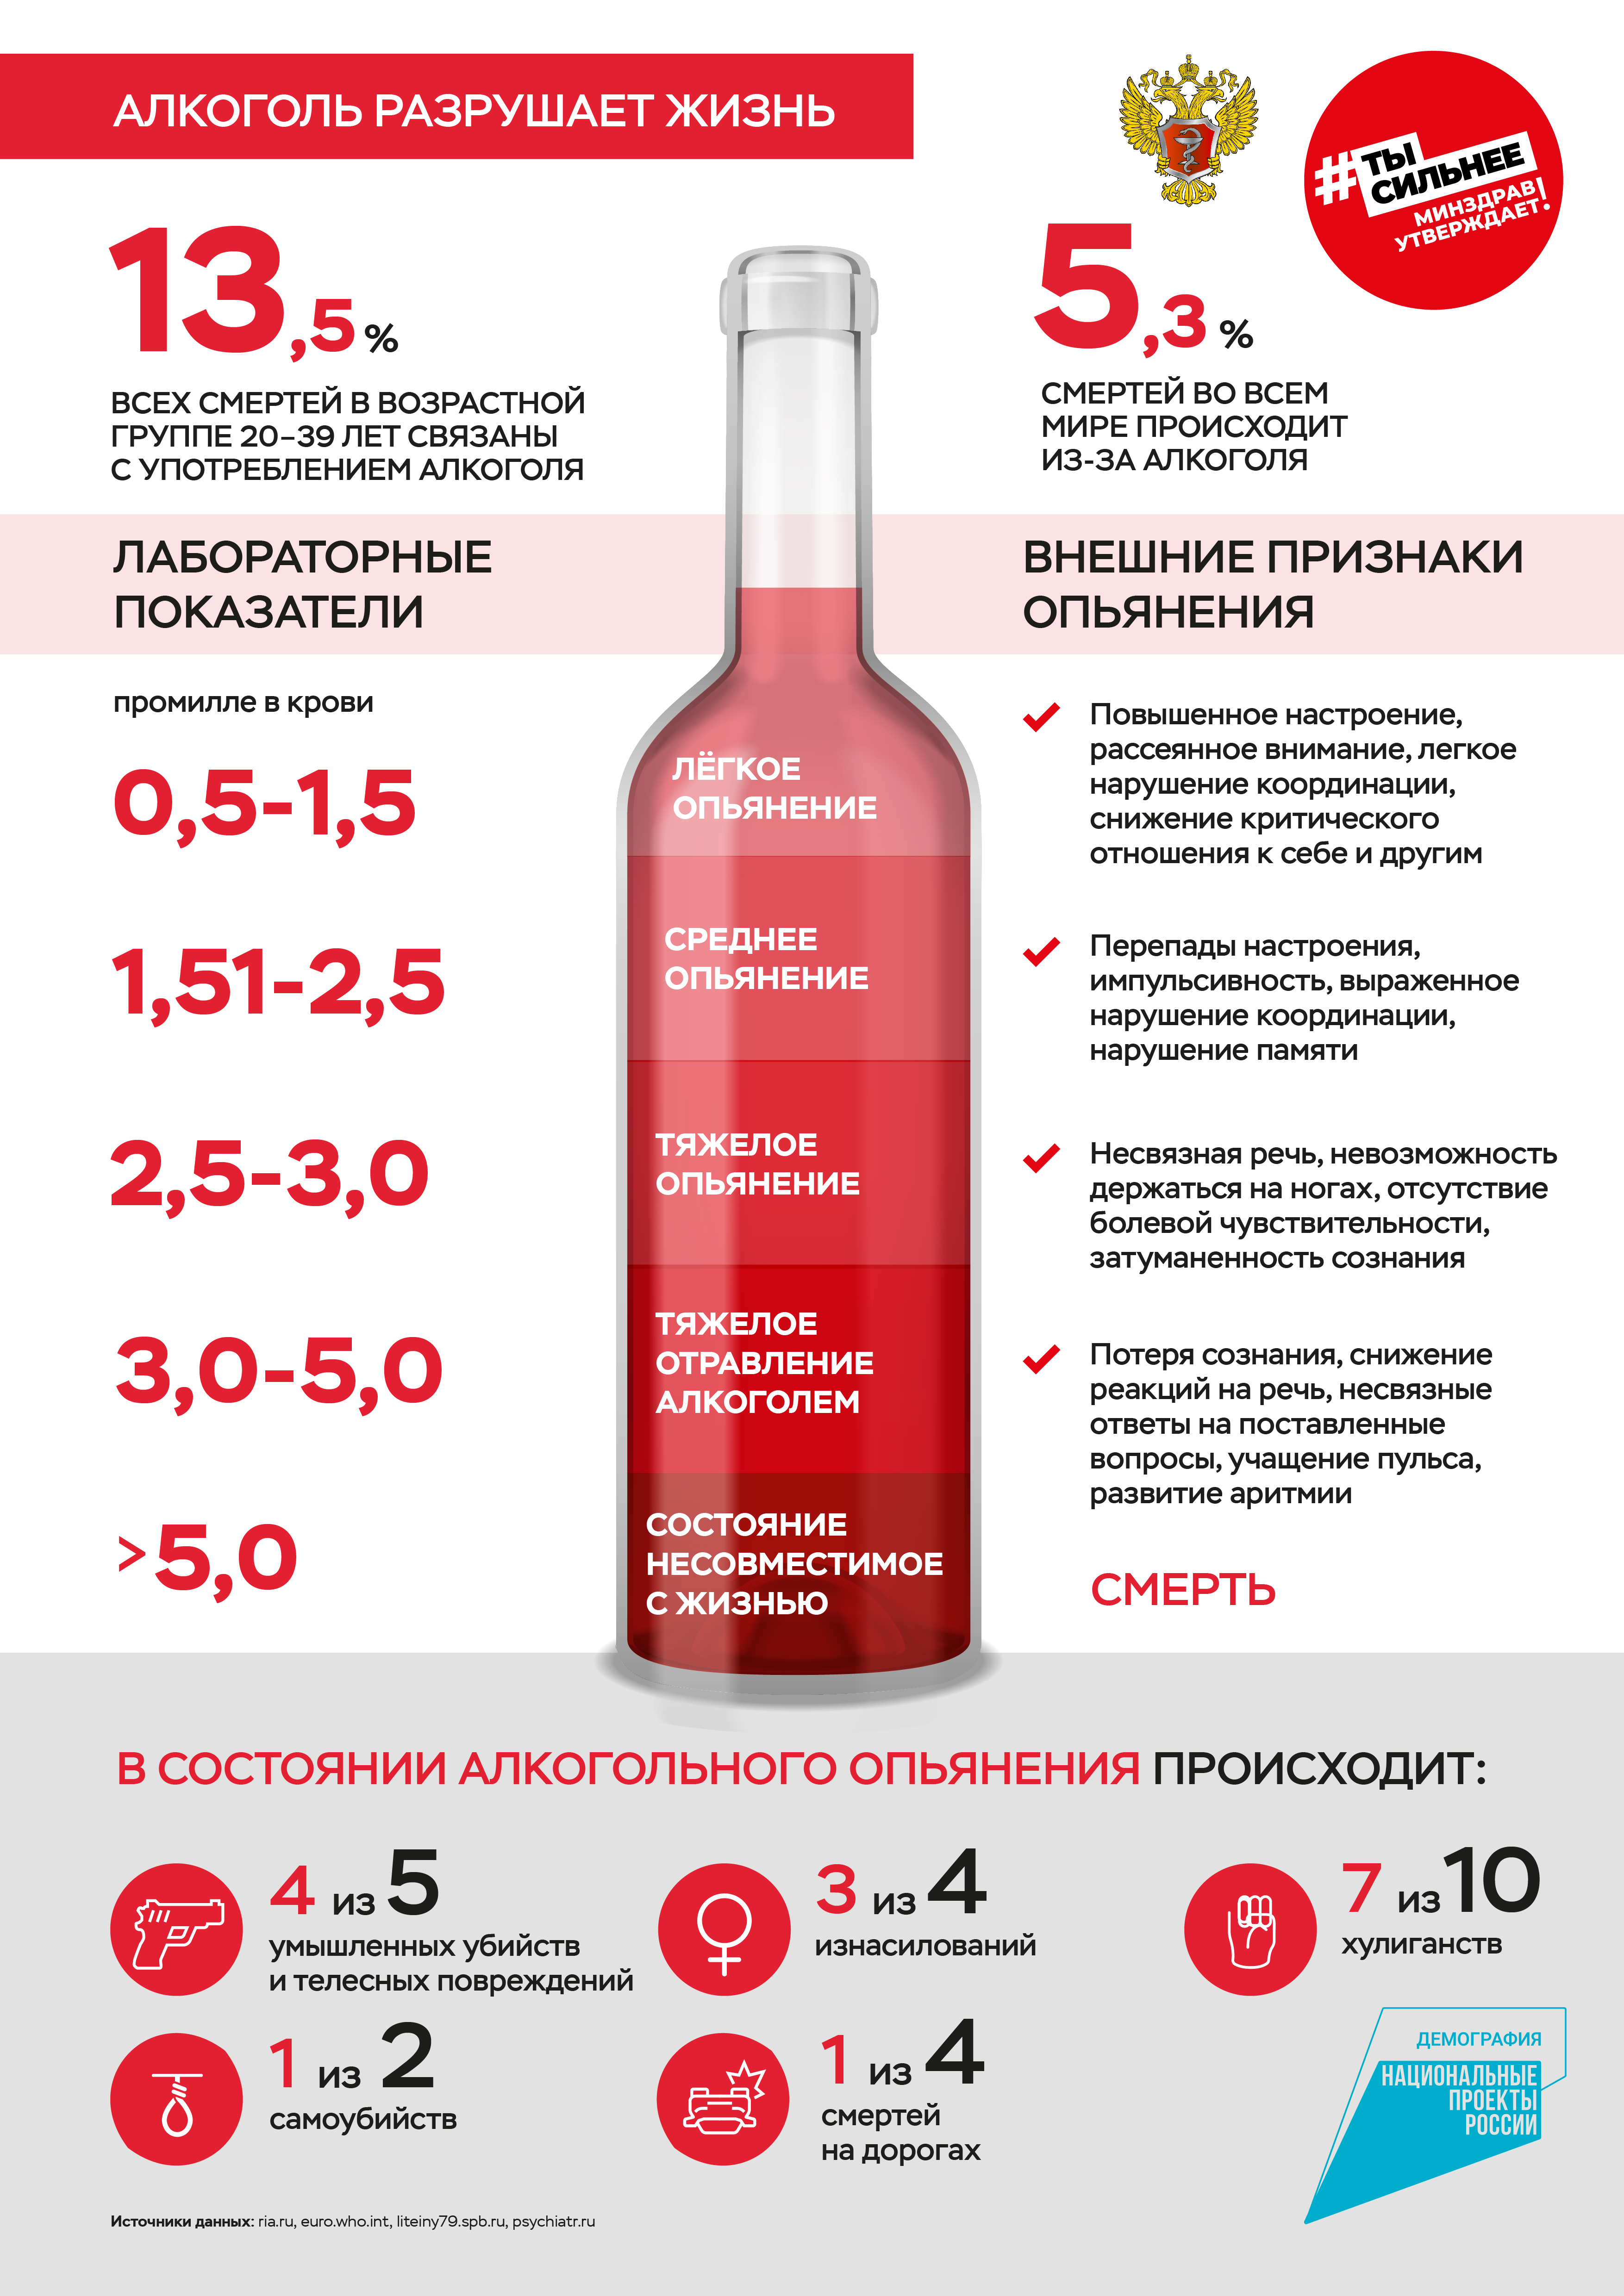 АЛКОГОЛЬ РАЗРУШАЕТ ЖИЗНЬ
#ТЫ
СИЛЬНЕЕ
МИНЗДРАВ
УТВЕРЖДАЕТ!
13,5 %
ВСЕХ СМЕРТЕЙ В ВОЗРАСТНОЙ
ГРУППЕ 20–39 ЛЕТ СВЯЗАНЫ
С УПОТРЕБЛЕНИЕМ АЛКОГОЛЯ
5,3 %
СМЕРТЕЙ ВО ВСЕМ
МИРЕ ПРОИСХОДИТ
ИЗ-ЗА АЛКОГОЛЯ
ЛАБОРАТОРНЫЕ
ПОКАЗАТЕЛИ
ВНЕШНИЕ ПРИЗНАКИ
ОПЬЯНЕНИЯ
промилле в крови
0,5-1,5
ЛЁГКОЕ
ОПЬЯНЕНИЕ
Повышенное настроение,
рассеянное внимание, легкое
нарушение координации,
снижение критического
отношения к себе и другим
1,51-2,5
СРЕДНЕЕ
ОПЬЯНЕНИЕ
Перепады настроения,
импульсивность, выраженное
нарушение координации,
нарушение памяти
2,5-3,0
ТЯЖЕЛОЕ
ОПЬЯНЕНИЕ
Несвязная речь, невозможность
держаться на ногах, отсутствие
болевой чувствительности,
затуманенность сознания
3,0-5,0
ТЯЖЕЛОЕ
ОТРАВЛЕНИЕ
АЛКОГОЛЕМ
Потеря сознания, снижение
реакций на речь, несвязные
ответы на поставленные
вопросы, учащение пульса,
развитие аритмии
>5,0
СОСТОЯНИЕ
НЕСОВМЕСТИМОЕ
С ЖИЗНЬЮ
СМЕРТЬ
В СОСТОЯНИИ АЛКОГОЛЬНОГО ОПЬЯНЕНИЯ ПРОИСХОДИТ:
4 из 5
умышленных убийств
и телесных повреждений
3 из 4
изнасилований
7 из 10
хулиганств
1 из 2
самоубийств
1 из 4
смертей
на дорогах
ДЕМОГРАФИЯ
НАЦИОНАЛЬНЫЕ
ПРОЕКТЫ
РОССИИ
Источники данных: ria.ru, euro.who.int, liteiny79.spb.ru, psychiatr.ru